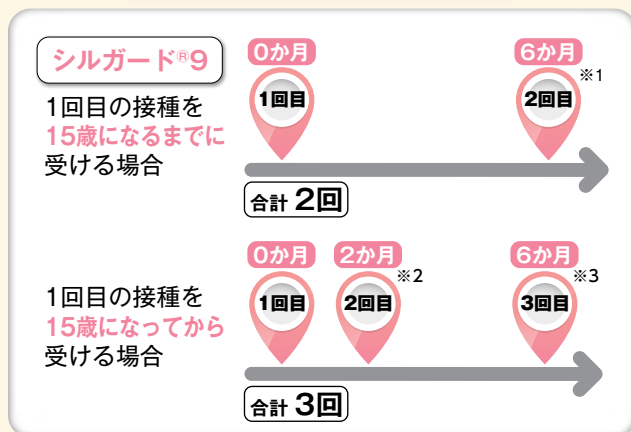 シルガード®9
1回目の接種を
15歳になるまでに
受ける場合
0か月
1回目
6か月
2回目
※1
合計 2回
1回目の接種を
15歳になってから
受ける場合
0か月
1回目
2か月
2回目
※2
6か月
3回目
※3
合計 3回